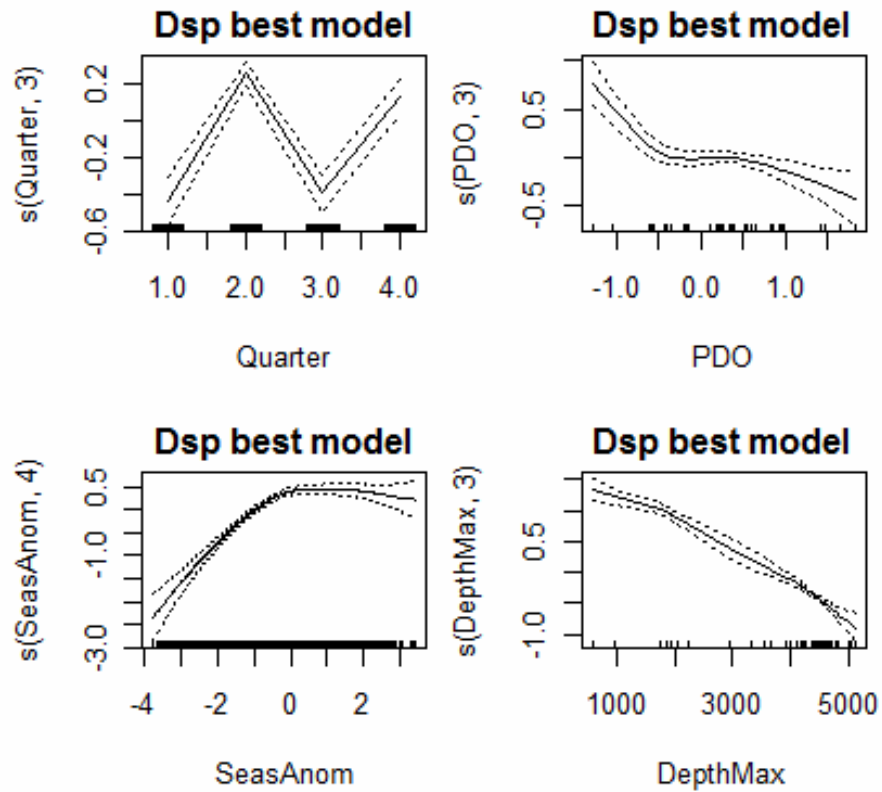 Dsp best model
s(Quarter, 3)
0.2
-0.2
-0.6
1.0 2.0 3.0 4.0
Quarter
Dsp best model
s(PDO, 3)
0.5
-0.5
-1.0 0.0 1.0
PDO
Dsp best model
s(SeasAnom, 4)
0.5
-1.0
-3.0
-4 -2 0 2
SeasAnom
Dsp best model
s(DepthMax, 3)
0.5
-1.0
1000 3000 5000
DepthMax